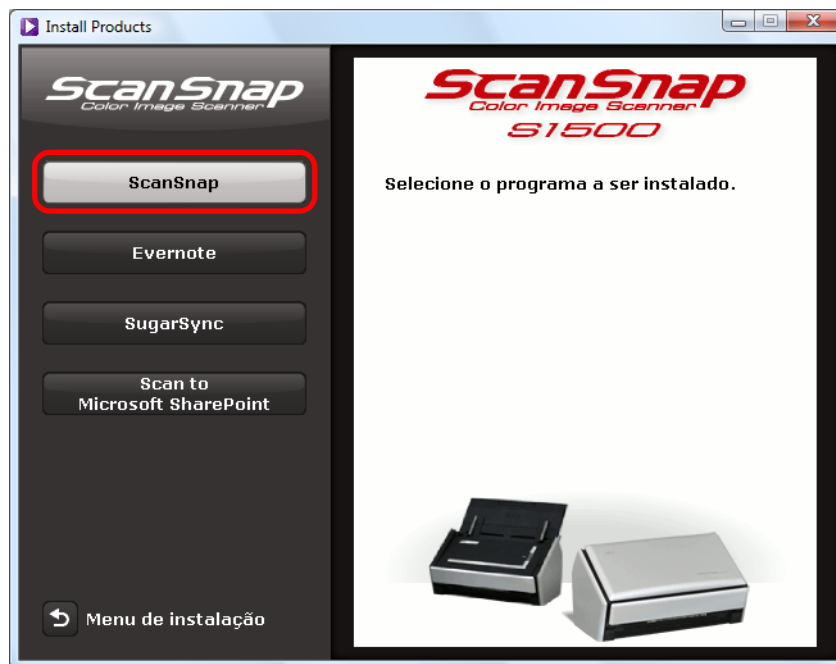 Install Products
ScanSnap
Color Image Scanner
ScanSnap
Evernote
SugarSync
Scan to
Microsoft SharePoint
Menu de instalação
ScanSnap
Color Image Scanner
S1500
Selecione o programa a ser instalado.